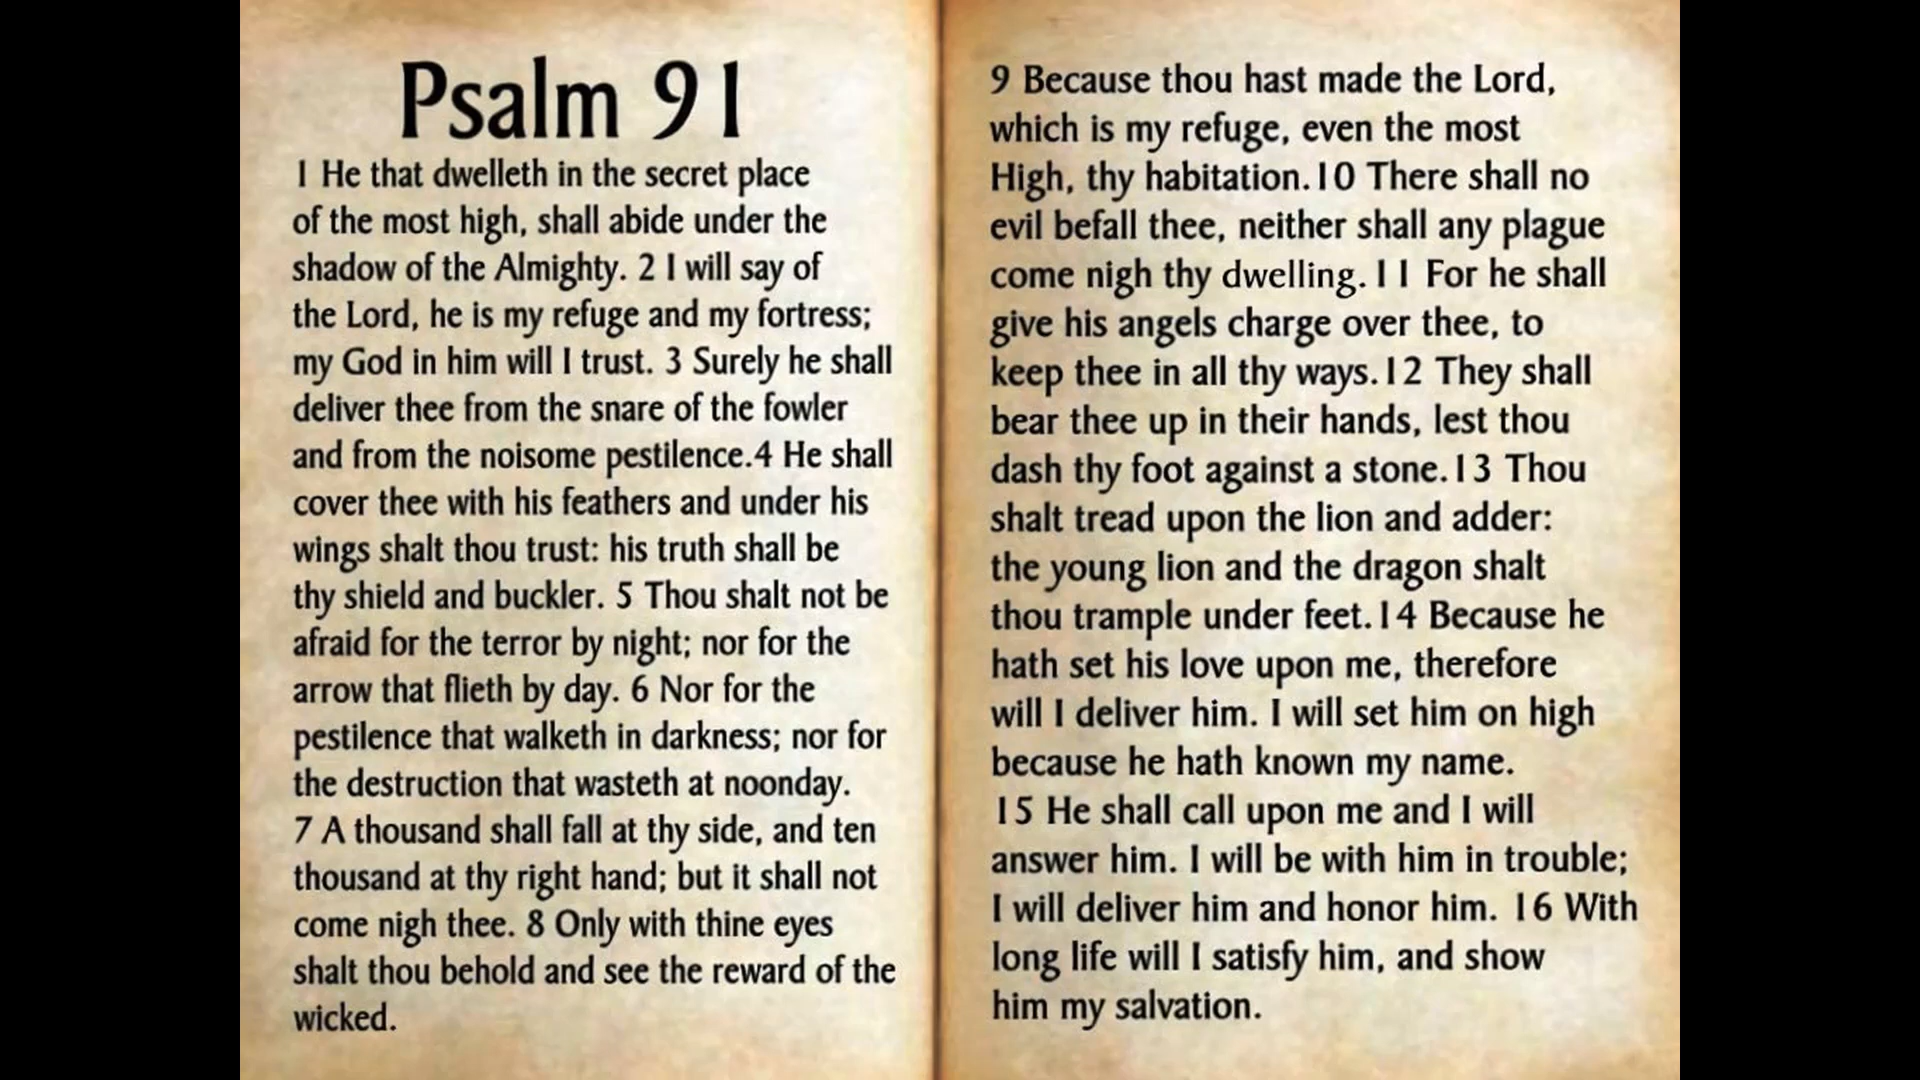 Psalm 91
1 He that dwelleth in the secret place
of the most high, shall abide under the
shadow of the Almighty. 2 I will say of
the Lord, he is my refuge and my fortress;
my God in him will I trust. 3 Surely he shall
deliver thee from the snare of the fowler
and from the noisome pestilence.4 He shall
cover thee with his feathers and under his
wings shalt thou trust: his truth shall be
thy shield and buckler. 5 Thou shalt not be
afraid for the terror by night; nor for the
arrow that flieth by day. 6 Nor for the
pestilence that walketh in darkness; nor for
the destruction that wasteth at noonday.
7 A thousand shall fall at thy side, and ten
thousand at thy right hand; but it shall not
come nigh thee. 8 Only with thine eyes
shalt thou behold and see the reward of the
wicked.
9 Because thou hast made the Lord,
which is my refuge, even the most
High, thy habitation.10 There shall no
evil befall thee, neither shall any plague
come nigh thy dwelling. 11 For he shall
give his angels charge over thee, to
keep thee in all thy ways.12 They shall
bear thee up in their hands, lest thou
dash thy foot against a stone.13 Thou
shalt tread upon the lion and adder:
the young lion and the dragon shalt
thou trample under feet.14 Because he
hath set his love upon me, therefore
will I deliver him. I will set him on high
because he hath known my name.
15 He shall call upon me and I will
answer him. I will be with him in trouble;
I will deliver him and honor him. 16 With
long life will I satisfy him, and show
him my salvation.